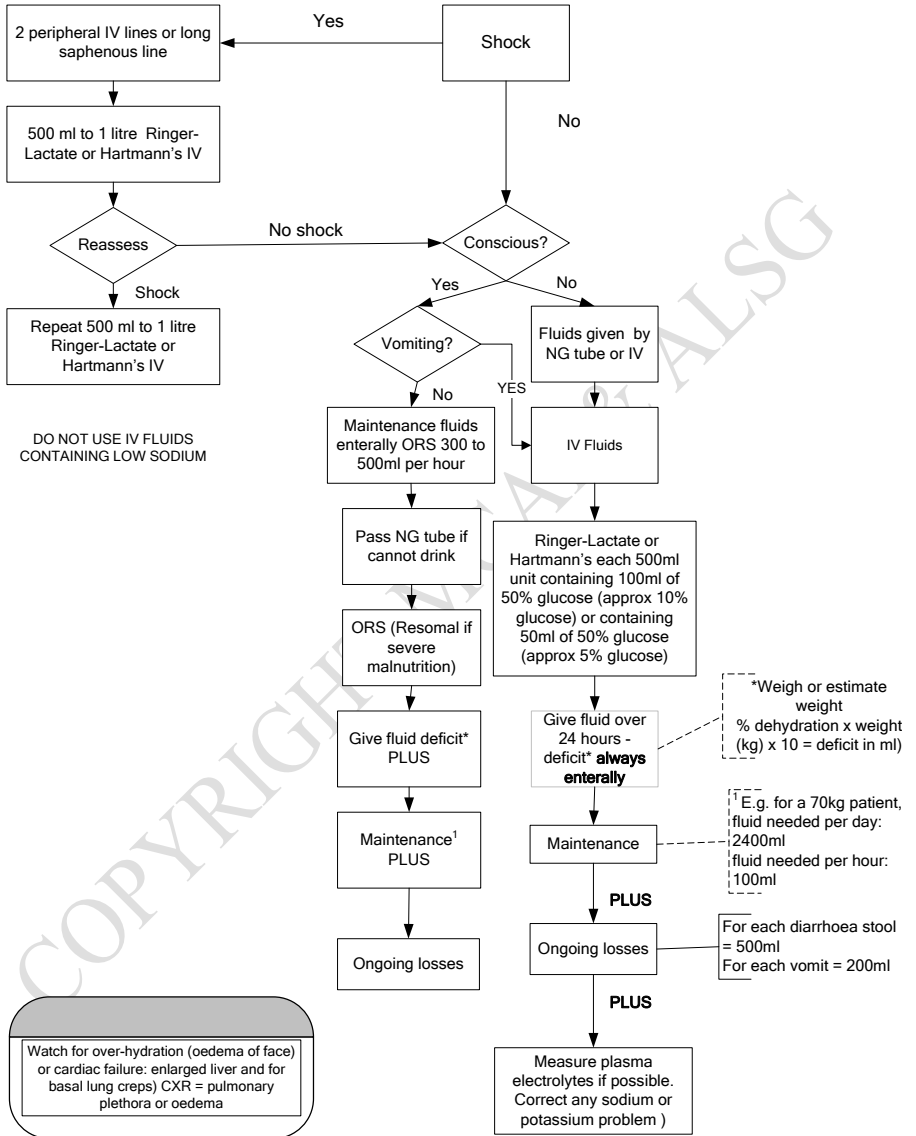 Yes
2 peripheral IV lines or long
saphenous line
Shock
No
500 ml to 1 litre Ringer-
Lactate or Hartmann's IV
Reassess
No shock
Conscious?
Shock
Yes
No
Repeat 500 ml to 1 litre
Ringer-Lactate or
Hartmann's IV
Vomiting?
Fluids given by
NG tube or IV
YES
No
DO NOT USE IV FLUIDS
CONTAINING LOW SODIUM
Maintenance fluids
enterally ORS 300 to
500ml per hour
IV Fluids
Pass NG tube if
cannot drink
Ringer-Lactate or
Hartmann's each 500ml
unit containing 100ml of
50% glucose (approx 10%
glucose) or containing
50ml of 50% glucose
(approx 5% glucose)
ORS (Resomal if
severe
malnutrition)
*Weigh or estimate
weight
% dehydration x weight
(kg) x 10 = deficit in ml)
Give fluid deficit*
PLUS
Give fluid over
24 hours -
deficit* always
enterally
Maintenance¹
PLUS
Maintenance
¹ E.g. for a 70kg patient,
fluid needed per day:
2400ml
fluid needed per hour:
100ml
PLUS
Ongoing losses
Ongoing losses
For each diarrhoea stool
= 500ml
For each vomit = 200ml
PLUS
Watch for over-hydration (oedema of face)
or cardiac failure: enlarged liver and for
basal lung creps) CXR = pulmonary
plethora or oedema
Measure plasma
electrolytes if possible.
Correct any sodium or
potassium problem )
COPYRIGHT MCAI & ALSG